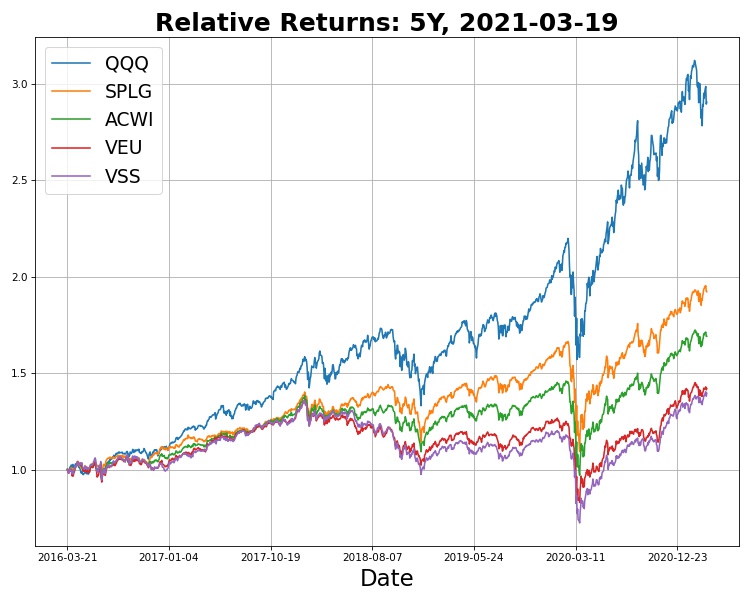 Relative Returns: 5Y, 2021-03-19
QQQ
SPLG
ACWI
VEU
VSS
3.0
2.5
2.0
1.5
1.0
2016-03-21 2017-01-04 2017-10-19 2018-08-07 2019-05-24 2020-03-11 2020-12-23
Date